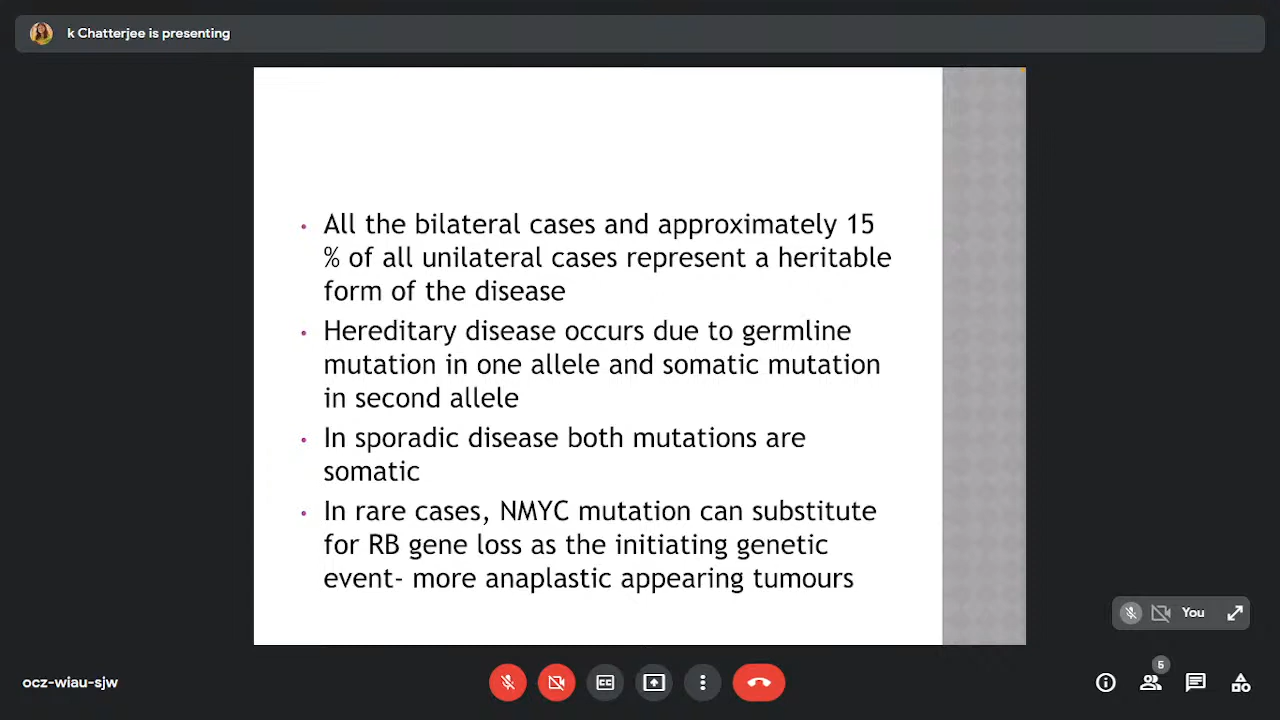 k Chatterjee is presenting
• All the bilateral cases and approximately 15
% of all unilateral cases represent a heritable
form of the disease
• Hereditary disease occurs due to germline
mutation in one allele and somatic mutation
in second allele
• In sporadic disease both mutations are
somatic
• In rare cases, NMYC mutation can substitute
for RB gene loss as the initiating genetic
event- more anaplastic appearing tumours
You
ocz-wiau-sjw
CC
5